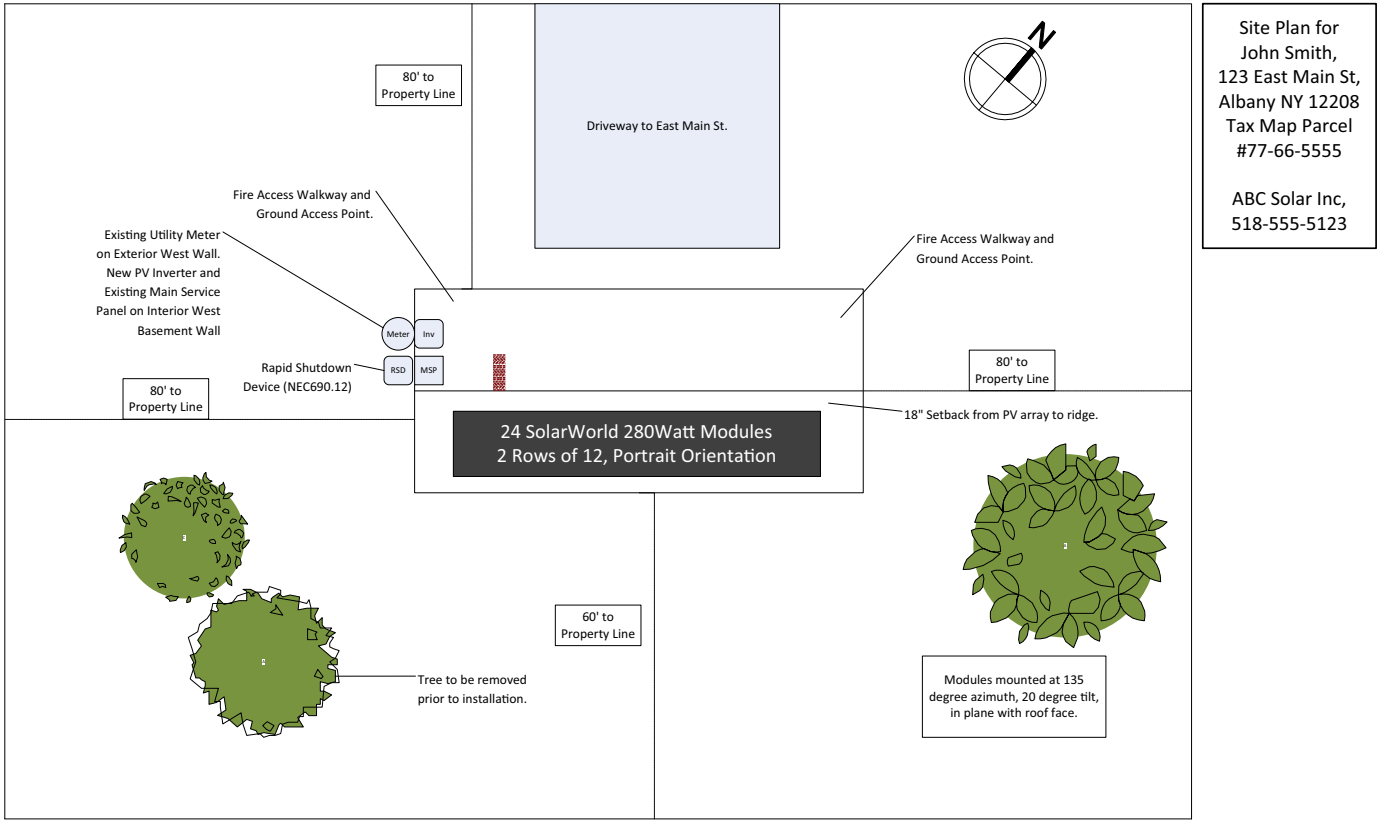 80' to
Property Line
Driveway to East Main St.
N
Site Plan for
John Smith,
123 East Main St,
Albany NY 12208
Tax Map Parcel
#77-66-5555
ABC Solar Inc,
518-555-5123
Fire Access Walkway and
Ground Access Point.
Existing Utility Meter
on Exterior West Wall.
New PV Inverter and
Existing Main Service
Panel on Interior West
Basement Wall
Fire Access Walkway and
Ground Access Point.
Meter
Inv
Rapid Shutdown
Device (NEC690.12)
RSD
MSP
80' to
Property Line
80' to
Property Line
18" Setback from PV array to ridge.
24 SolarWorld 280Watt Modules
2 Rows of 12, Portrait Orientation
60' to
Property Line
Tree to be removed
prior to installation.
Modules mounted at 135
degree azimuth, 20 degree tilt,
in plane with roof face.